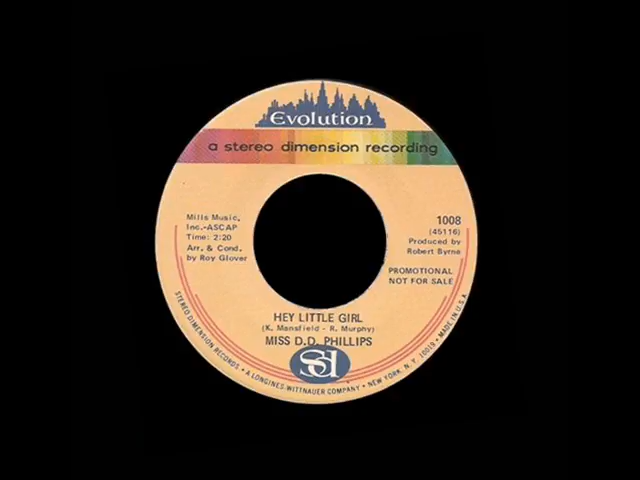 Evolution
a stereo dimension recording
Mills Music,
Inc.-ASCAP
Time: 2:20
Arr. & Cond.
by Roy Glover
1008
(45116)
Produced by
Robert Byrne
PROMOTIONAL
NOT FOR SALE
HEY LITTLE GIRL
(K. Mansfield - R. Murphy)
MISS D.D. PHILLIPS
SD
STEREO DIMENSION RECORDS • A LONGINES-WITTNAUER COMPANY • NEW YORK, N.Y. 10019 • MADE IN U.S.A.